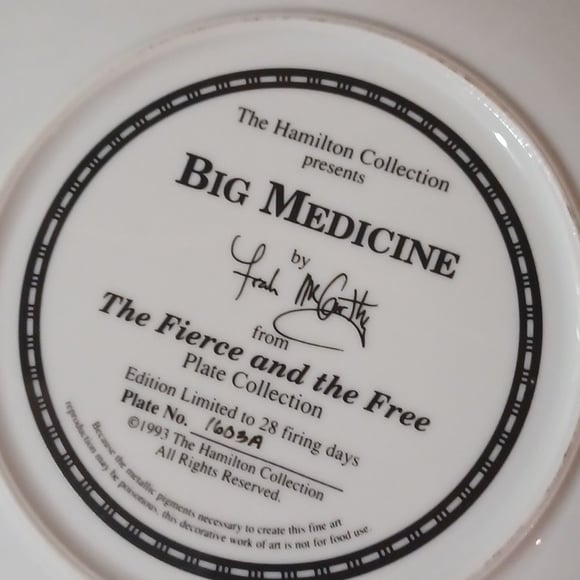 The Hamilton Collection
presents
BIG MEDICINE
by
Frank McCarthy
from
The Fierce and the Free
Plate Collection
Edition Limited to 28 firing days
Plate No. 1603A
©1993 The Hamilton Collection
All Rights Reserved.
Because the metallic pigments necessary to create this fine art
reproduction may be poisonous, this decorative work of art is not for food use.